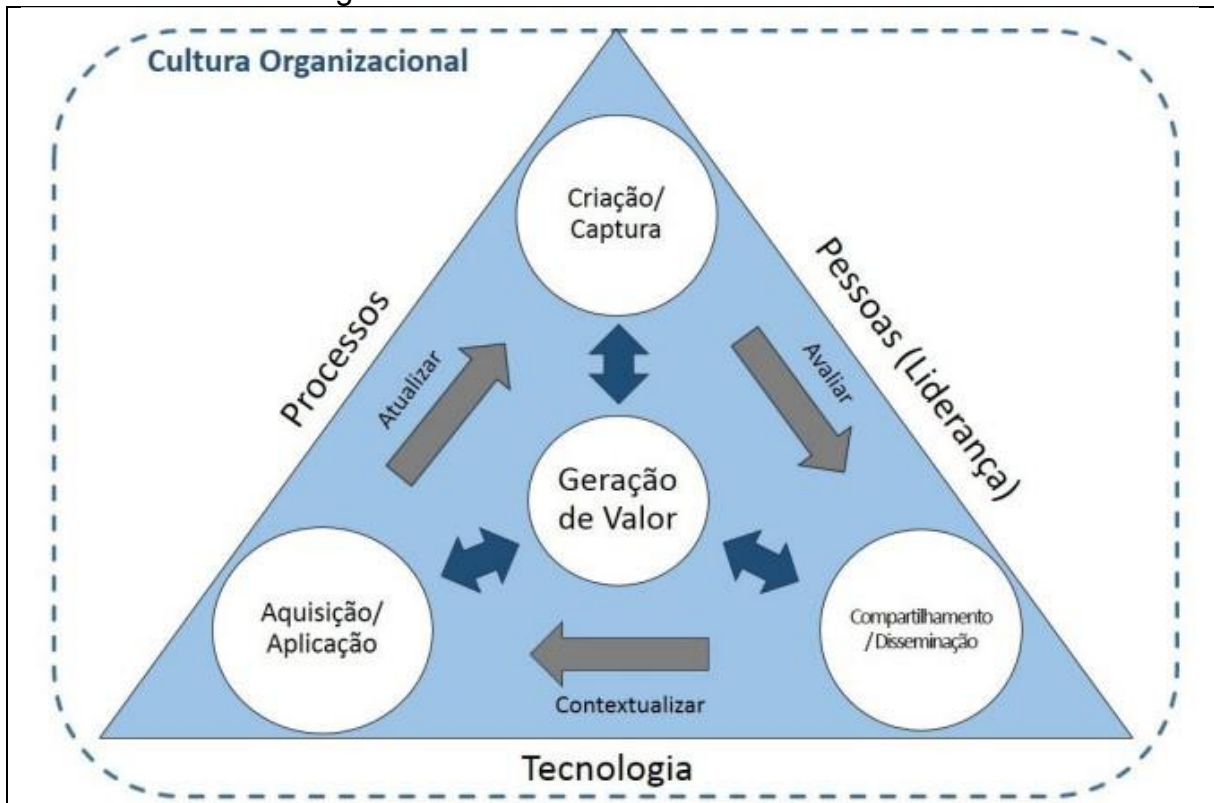 Cultura Organizacional
Criação/
Captura
Processos
Pessoas (Liderança)
Atualizar
Avaliar
Geração
de Valor
Aquisição/
Aplicação
Compartilhamento
/Disseminação
Contextualizar
Tecnologia